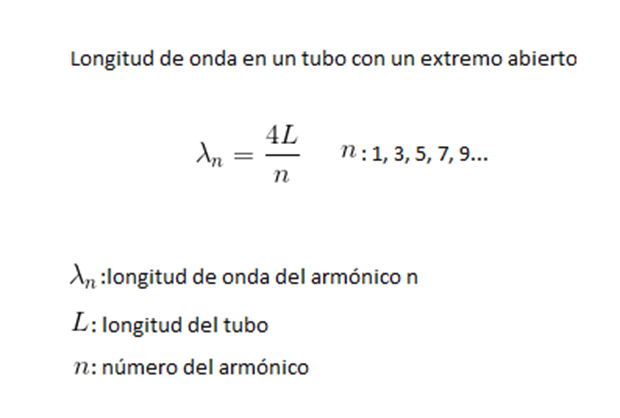 Longitud de onda en un tubo con un extremo abierto
λₙ = 4L/n n : 1, 3, 5, 7, 9...
λₙ :longitud de onda del armónico n
L: longitud del tubo
n: número del armónico